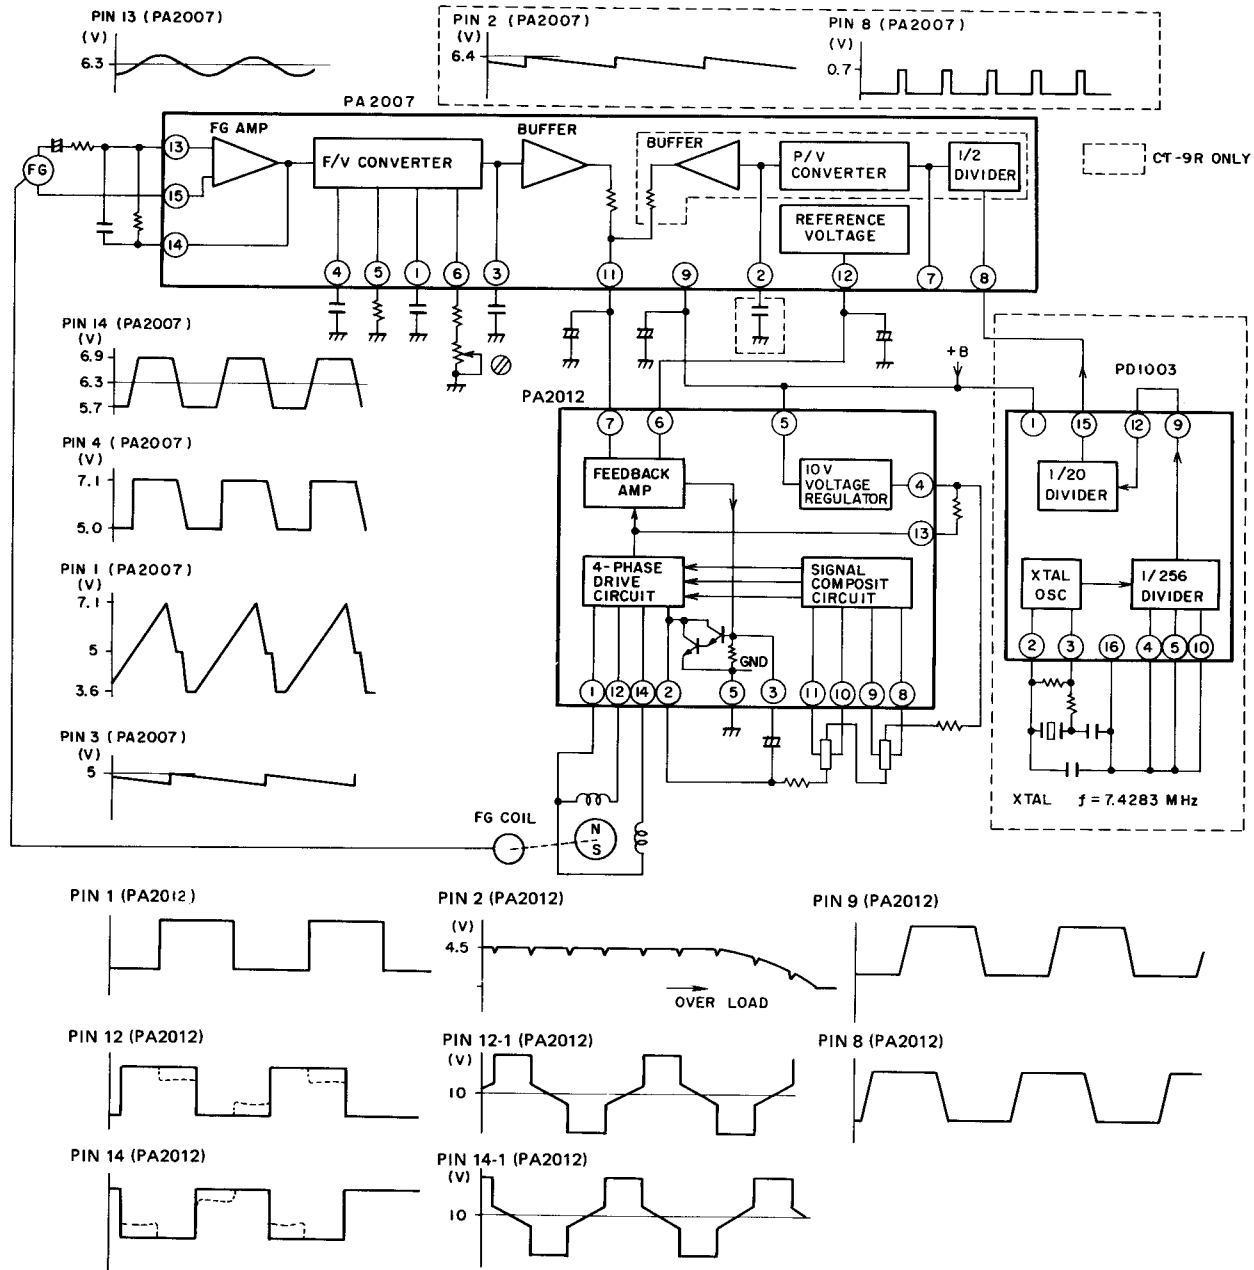 PIN 13 (PA2007)
(V)
6.3
PIN 2 (PA2007)
(V)
6.4
PIN 8 (PA2007)
(V)
0.7
PA2007
CT-9R ONLY
FG
13
15
14
FG AMP
F/V CONVERTER
BUFFER
BUFFER
P/V CONVERTER
1/2 DIVIDER
REFERENCE VOLTAGE
4
5
1
6
3
11
9
2
12
7
8
PIN 14 (PA2007)
(V)
6.9
6.3
5.7
PIN 4 (PA2007)
(V)
7.1
5.0
PIN 1 (PA2007)
(V)
7.1
5
3.6
PIN 3 (PA2007)
(V)
5
+B
PA2012
7
6
5
FEEDBACK AMP
10V VOLTAGE REGULATOR
4
13
4-PHASE DRIVE CIRCUIT
SIGNAL COMPOSIT CIRCUIT
GND
1
12
14
2
5
3
11
10
9
8
PD1003
1
15
12
9
1/20 DIVIDER
XTAL OSC
1/256 DIVIDER
2
3
16
4
5
10
XTAL f=7.4283 MHz
FG COIL
N
S
PIN 1 (PA2012)
PIN 2 (PA2012)
(V)
4.5
OVER LOAD
PIN 9 (PA2012)
PIN 12 (PA2012)
PIN 12-1 (PA2012)
(V)
10
PIN 8 (PA2012)
PIN 14 (PA2012)
PIN 14-1 (PA2012)
(V)
10